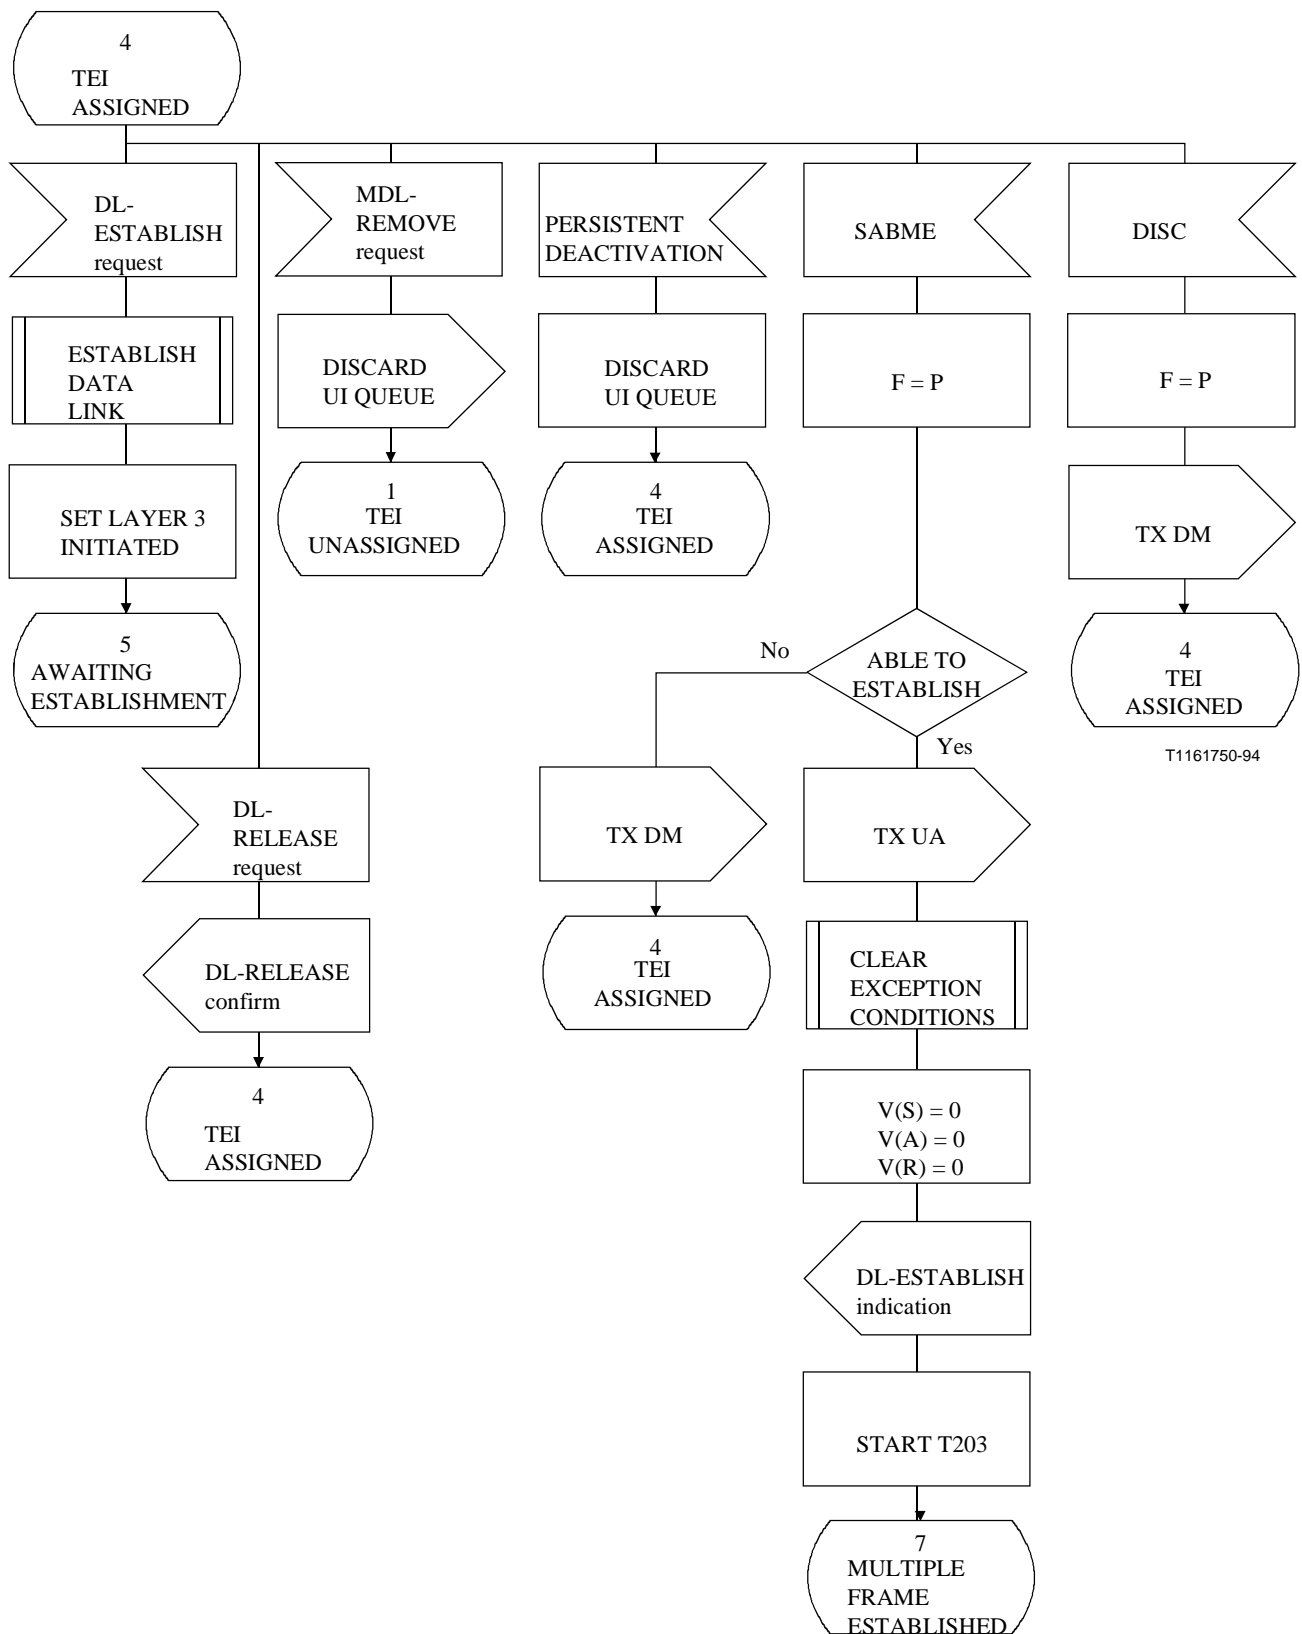 4
TEI
ASSIGNED
DL-
ESTABLISH
request
MDL-
REMOVE
request
PERSISTENT
DEACTIVATION
SABME
DISC
ESTABLISH
DATA
LINK
DISCARD
UI QUEUE
DISCARD
UI QUEUE
F = P
F = P
SET LAYER 3
INITIATED
1
TEI
UNASSIGNED
4
TEI
ASSIGNED
TX DM
5
AWAITING
ESTABLISHMENT
No
ABLE TO
ESTABLISH
Yes
4
TEI
ASSIGNED
T1161750-94
DL-
RELEASE
request
TX DM
TX UA
DL-RELEASE
confirm
4
TEI
ASSIGNED
CLEAR
EXCEPTION
CONDITIONS
4
TEI
ASSIGNED
V(S) = 0
V(A) = 0
V(R) = 0
DL-ESTABLISH
indication
START T203
7
MULTIPLE
FRAME
ESTABLISHED